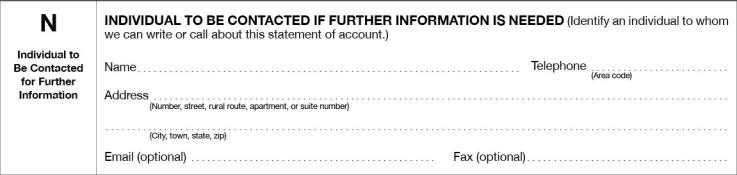 N
Individual to
Be Contacted
for Further
Information
INDIVIDUAL TO BE CONTACTED IF FURTHER INFORMATION IS NEEDED (Identify an individual to whom
we can write or call about this statement of account.)
Name Telephone
(Area code)
Address
(Number, street, rural route, apartment, or suite number)
(City, town, state, zip)
Email (optional) Fax (optional)